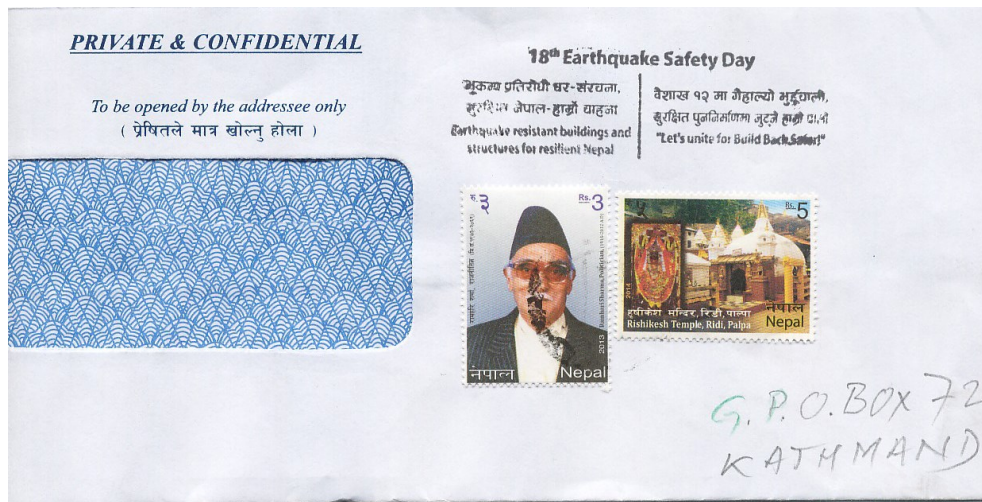 PRIVATE & CONFIDENTIAL
To be opened by the addressee only
( प्रेषितले मात्र खोल्नु होला )
18th Earthquake Safety Day
भूकम्प प्रतिरोधी घर-संरचना,
सुरक्षित नेपाल-हाम्रो चाहना
Earthquake resistant buildings and
structures for resilient Nepal
वैशाख १२ मा गैहाल्यो भुईंचालो,
सुरक्षित पुनर्निर्माणमा जुट्ने हाम्रो पालो
"Let's unite for Build Back Safer!"
रु. ३
Rs. 3
2013
नेपाल
Nepal
५
Rs. 5
2014
हृषीकेश मन्दिर, रिडी, पाल्पा
Rishikesh Temple, Ridi, Palpa
नेपाल
Nepal
G.P.O. BOX 72
KATHMAND